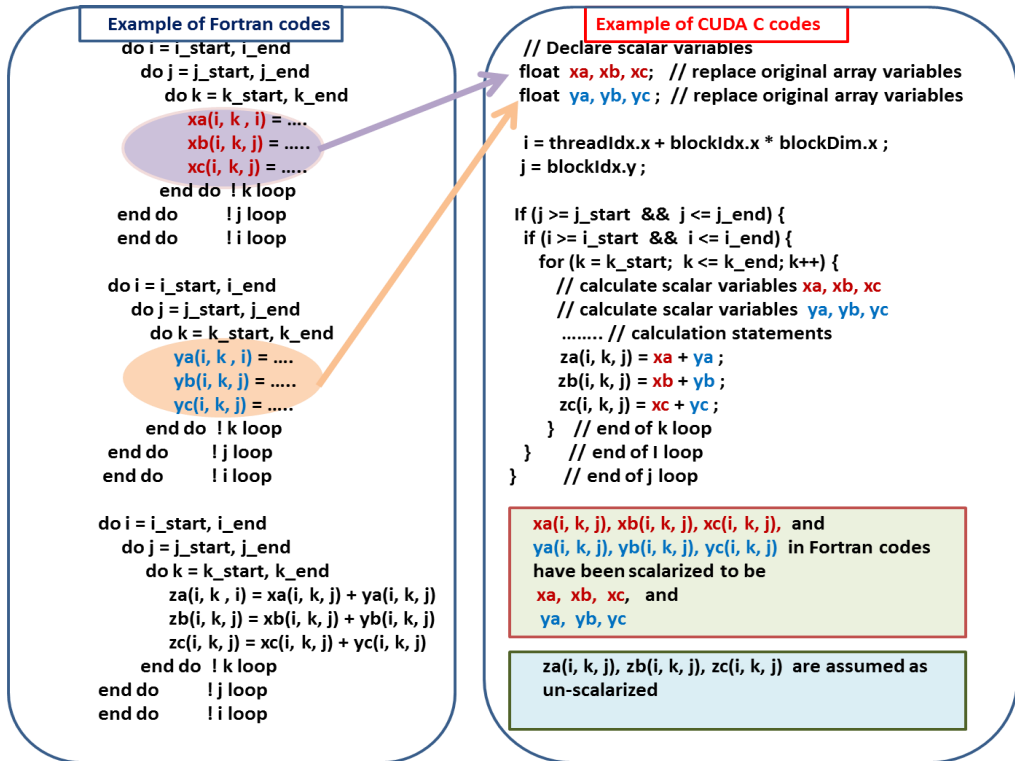 Example of Fortran codes
do i = i_start, i_end
do j = j_start, j_end
do k = k_start, k_end
xa(i, k , i) = .....
xb(i, k, j) = .....
xc(i, k, j) = .....
end do ! k loop
end do ! j loop
end do ! i loop
do i = i_start, i_end
do j = j_start, j_end
do k = k_start, k_end
ya(i, k , i) = ....
yb(i, k, j) = .....
yc(i, k, j) = .....
end do ! k loop
end do ! j loop
end do ! i loop
do i = i_start, i_end
do j = j_start, j_end
do k = k_start, k_end
za(i, k , i) = xa(i, k, j) + ya(i, k, j)
zb(i, k, j) = xb(i, k, j) + yb(i, k, j)
zc(i, k, j) = xc(i, k, j) + yc(i, k, j)
end do ! k loop
end do ! j loop
end do ! i loop
Example of CUDA C codes
// Declare scalar variables
float xa, xb, xc; // replace original array variables
float ya, yb, yc ; // replace original array variables
i = threadIdx.x + blockIdx.x * blockDim.x ;
j = blockIdx.y ;
If (j >= j_start && j <= j_end) {
if (i >= i_start && i <= i_end) {
for (k = k_start; k <= k_end; k++) {
// calculate scalar variables xa, xb, xc
// calculate scalar variables ya, yb, yc
........ // calculation statements
za(i, k, j) = xa + ya ;
zb(i, k, j) = xb + yb ;
zc(i, k, j) = xc + yc ;
} // end of k loop
} // end of I loop
} // end of j loop
xa(i, k, j), xb(i, k, j), xc(i, k, j), and
ya(i, k, j), yb(i, k, j), yc(i, k, j) in Fortran codes
have been scalarized to be
xa, xb, xc, and
ya, yb, yc
za(i, k, j), zb(i, k, j), zc(i, k, j) are assumed as
un-scalarized